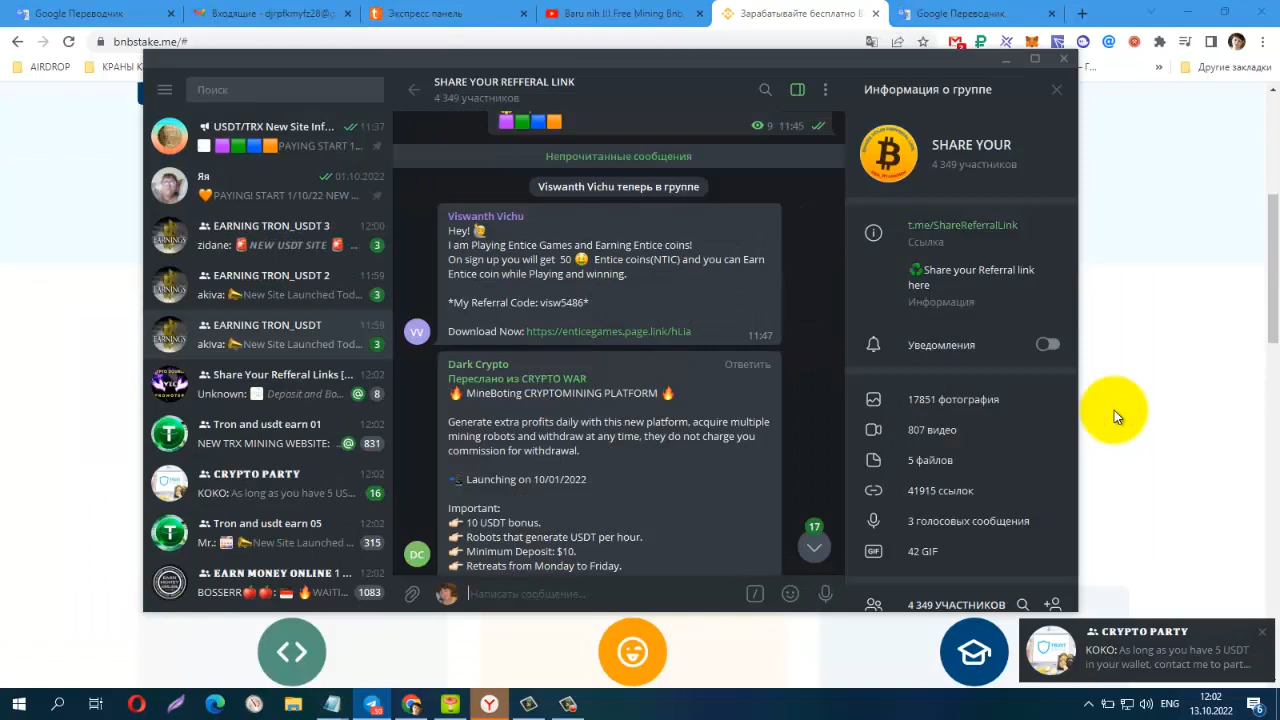 Google Переводчик
Входящие - djrpfkmyfz28@g
Экспресс панель
Baru nih !!! Free Mining Bnb
Зарабатывайте бесплатно B
Google Переводчик
bnbstake.me/#
AIRDROP
КРАНЫ К
Г...
Другие закладки
Поиск
USDT/TRX New Site Inf...
11:37
PAYING START 1...
Яя
01.10.2022
PAYING! START 1/10/22 NEW ...
EARNING TRON_USDT 3
12:00
zidane: 🚨 NEW USDT SITE 🚨 ...
3
EARNING TRON_USDT 2
11:59
akiva: 📣New Site Launched Tod...
3
EARNING TRON_USDT
11:59
akiva: 📣New Site Launched Tod...
3
Share Your Refferal Links [...
12:02
Unknown: Deposit and Bo...
@ 8
Tron and usdt earn 01
12:02
NEW TRX MINING WEBSITE: ...
@ 831
CRYPTO PARTY
12:02
KOKO: As long as you have 5 US...
16
Tron and usdt earn 05
12:02
Mr.: 📣New Site Launched ...
315
EARN MONEY ONLINE 1 ...
12:02
BOSSERR🍎🍎: 🔥WAITI...
1083
SHARE YOUR REFFERAL LINK
4 349 участников
9 11:45
Непрочитанные сообщения
Viswanth Vichu теперь в группе
Viswanth Vichu
Hey! 🙋
I am Playing Entice Games and Earning Entice coins!
On sign up you will get 50 🤑 Entice coins(NTIC) and you can Earn
Entice coin while Playing and winning.
*My Referral Code: visw5486*
Download Now: https://enticegames.page.link/hLia
11:47
VV
Dark Crypto
Ответить
Переслано из CRYPTO WAR
🔥 MineBoting CRYPTOMINING PLATFORM 🔥
Generate extra profits daily with this new platform, acquire multiple
mining robots and withdraw at any time, they do not charge you
commission for withdrawal.
📲 Launching on 10/01/2022
Important:
👉 10 USDT bonus.
👉 Robots that generate USDT per hour.
👉 Minimum Deposit: $10.
👉 Retreats from Monday to Friday.
DC
17
Написать сообщение...
Информация о группе
SHARE YOUR
4 349 участников
t.me/ShareReferralLink
Ссылка
♻️Share your Referral link
here
Информация
Уведомления
17851 фотография
807 видео
5 файлов
41915 ссылок
3 голосовых сообщения
GIF
42 GIF
4 349 УЧАСТНИКОВ
CRYPTO PARTY
KOKO: As long as you have 5 USDT
in your wallet, contact me to part...
ENG
12:02
13.10.2022
6